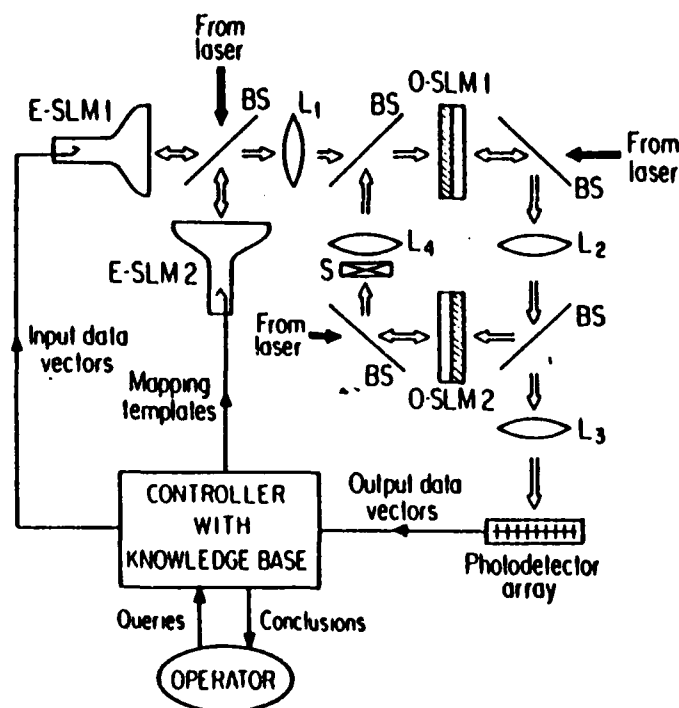 From
laser
E-SLM1
BS
L1
BS
O-SLM1
From
laser
BS
E-SLM2
S
L4
L2
From
laser
BS
O-SLM2
BS
L3
Input data
vectors
Mapping
templates
CONTROLLER
WITH
KNOWLEDGE BASE
Output data
vectors
Photodetector
array
Queries
Conclusions
OPERATOR